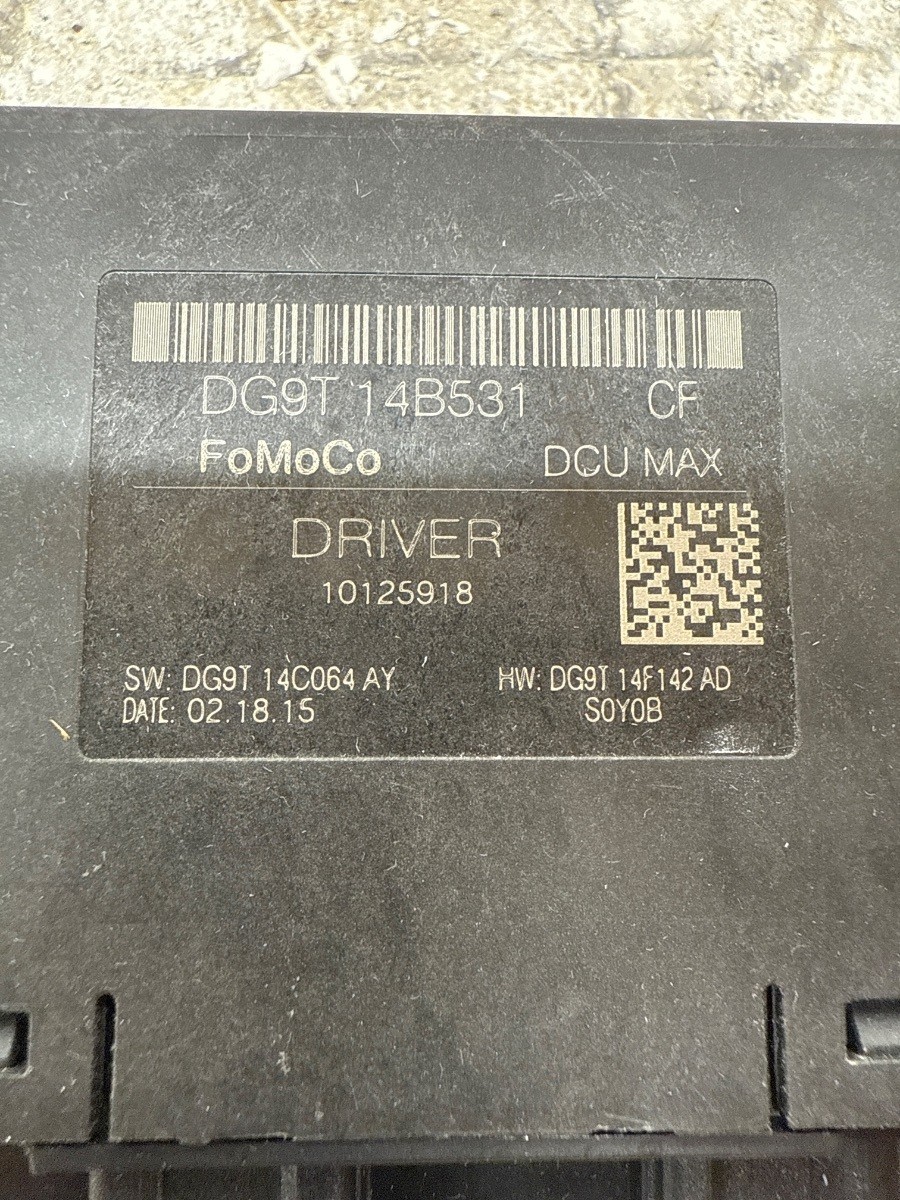 DG9T 14B531 CF
FoMoCo DCU MAX
DRIVER
10125918
SW: DG9T 14C064 AY HW: DG9T 14F142 AD
DATE: 02.18.15 S0Y0B